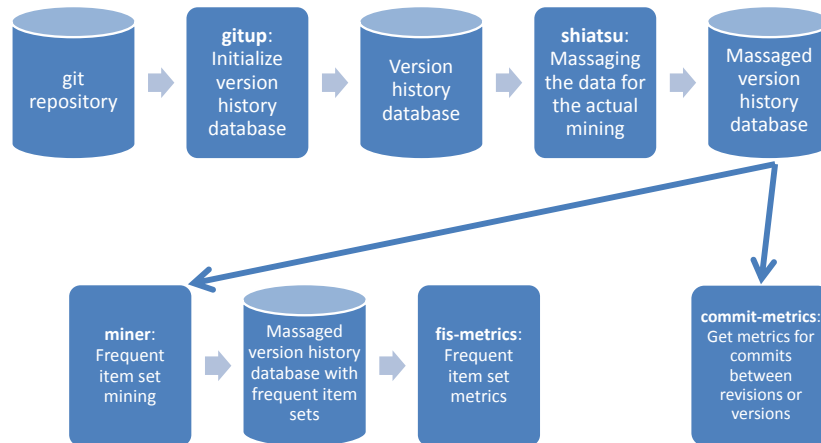 git
repository
gitup:
Initialize
version
history
database
Version
history
database
shiatsu:
Massaging
the data for
the actual
mining
Massaged
version
history
database
miner:
Frequent
item set
mining
Massaged
version history
database with
frequent item
sets
fis-metrics:
Frequent
item set
metrics
commit-metrics:
Get metrics for
commits
between
revisions or
versions